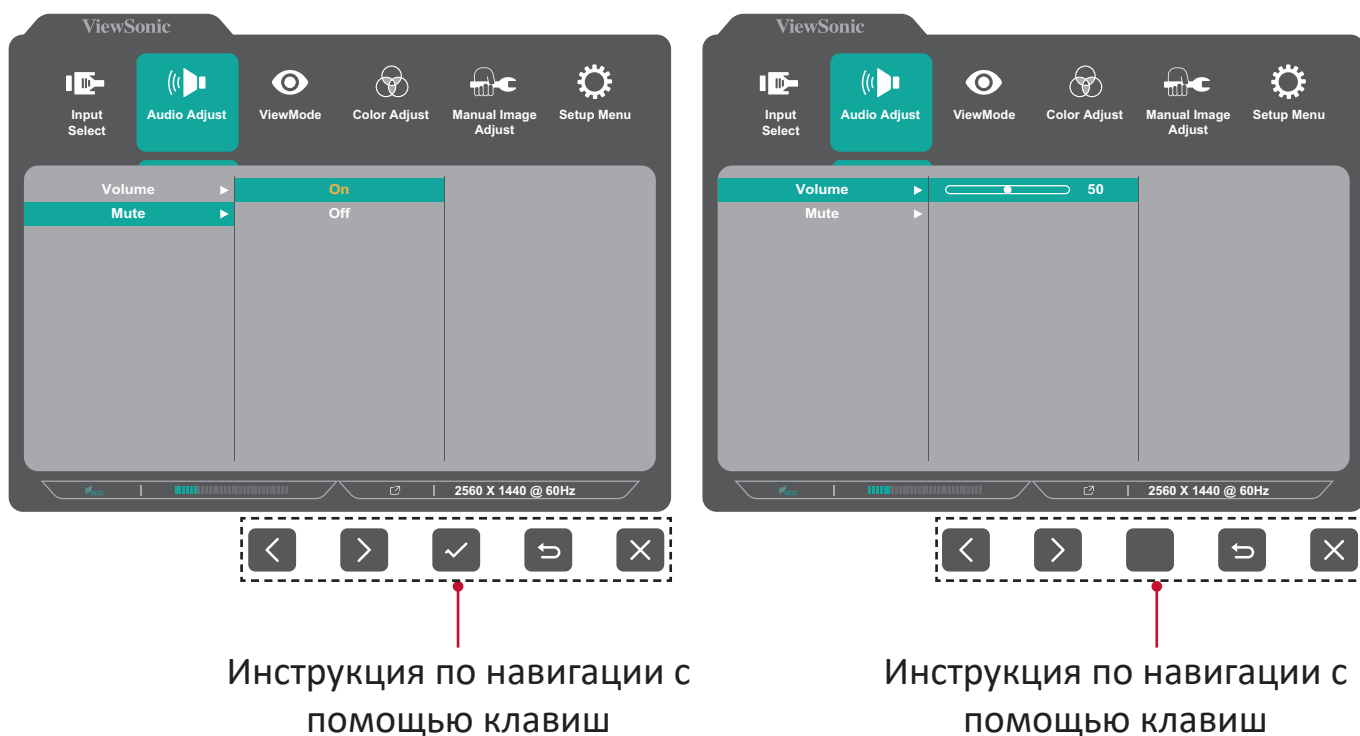 ViewSonic
Input
Select
Audio Adjust
ViewMode
Color Adjust
Manual Image
Adjust
Setup Menu
Volume
On
Mute
Off
eco
2560 X 1440 @ 60Hz
Инструкция по навигации с
помощью клавиш
ViewSonic
Input
Select
Audio Adjust
ViewMode
Color Adjust
Manual Image
Adjust
Setup Menu
Volume
50
Mute
eco
2560 X 1440 @ 60Hz
Инструкция по навигации с
помощью клавиш